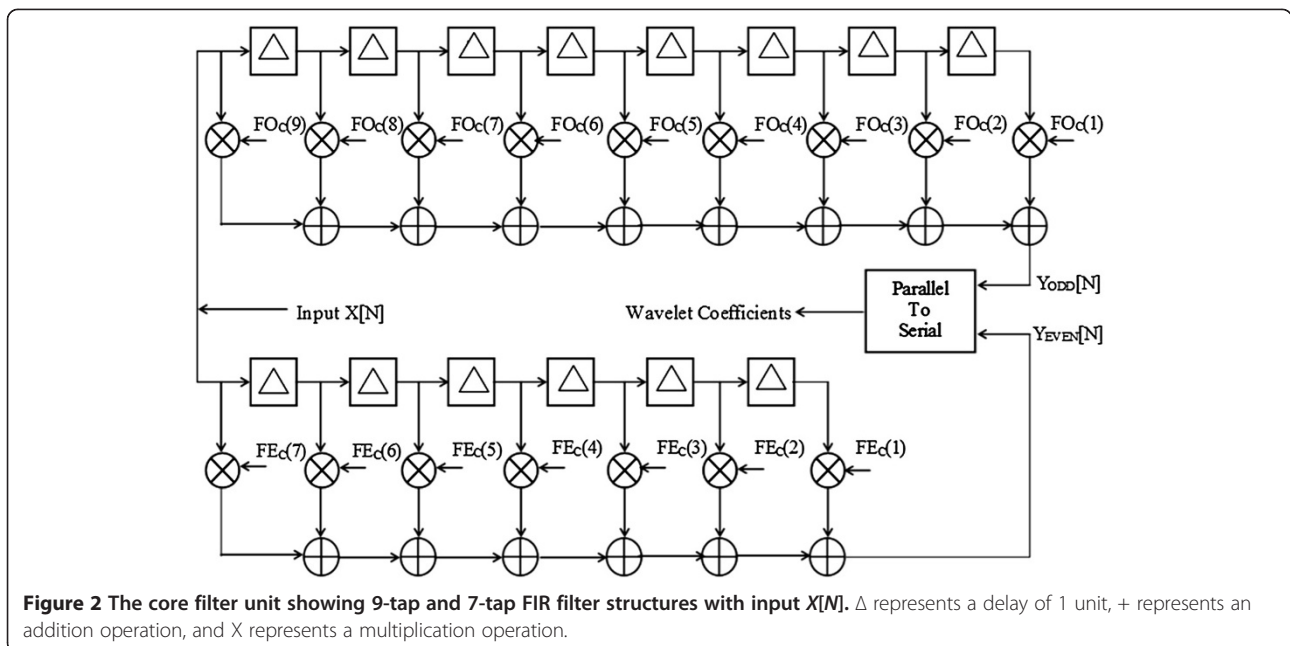 △ △ △ △ △ △ △ △
FOc(9) FOc(8) FOc(7) FOc(6) FOc(5) FOc(4) FOc(3) FOc(2) FOc(1)
Input X[N]
Wavelet Coefficients
Parallel
To
Serial
YODD[N]
YEVEN[N]
△ △ △ △ △ △
FEC(7) FEC(6) FEC(5) FEC(4) FEC(3) FEC(2) FEC(1)
Figure 2 The core filter unit showing 9-tap and 7-tap FIR filter structures with input X[N]. Δ represents a delay of 1 unit, + represents an
addition operation, and X represents a multiplication operation.